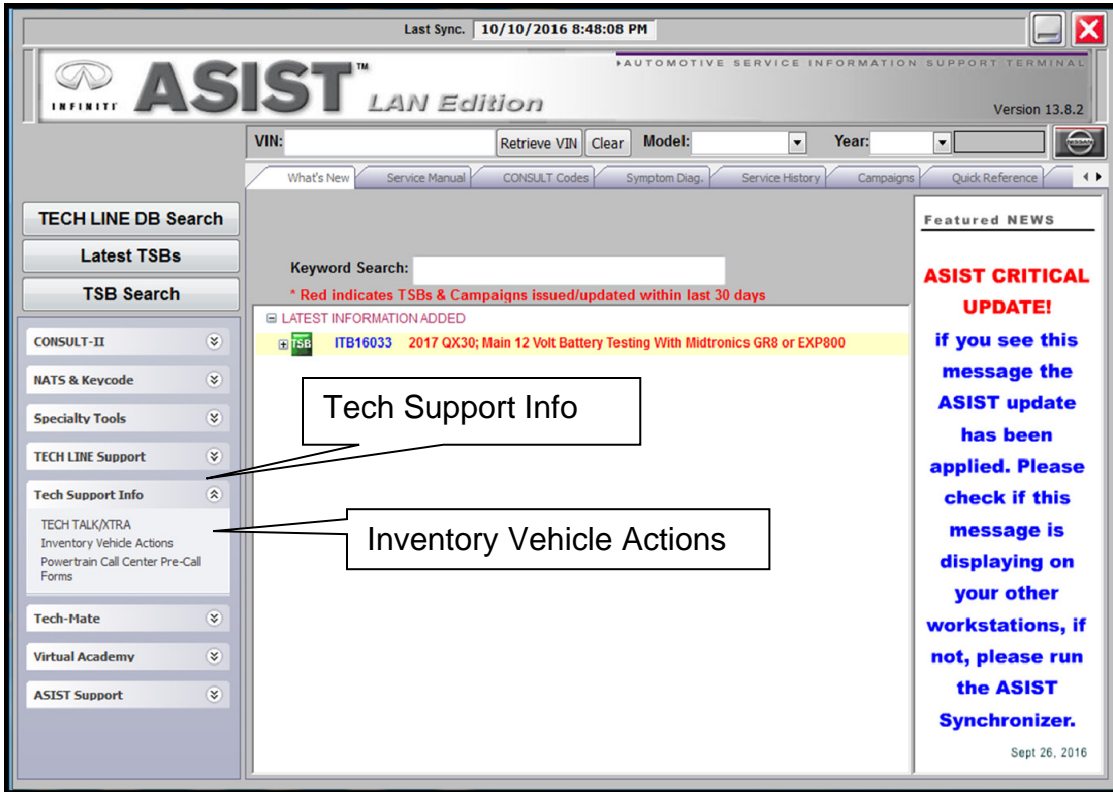 Last Sync. 10/10/2016 8:48:08 PM
INFINITI ASIST™ LAN Edition
AUTOMOTIVE SERVICE INFORMATION SUPPORT TERMINAL
Version 13.8.2
VIN: Retrieve VIN Clear Model: Year: NISSAN
What's New Service Manual CONSULT Codes Symptom Diag. Service History Campaigns Quick Reference
TECH LINE DB Search
Latest TSBs
TSB Search
CONSULT-II
NATS & Keycode
Specialty Tools
TECH LINE Support
Tech Support Info
TECH TALK/XTRA
Inventory Vehicle Actions
Powertrain Call Center Pre-Call
Forms
Tech-Mate
Virtual Academy
ASIST Support
Keyword Search:
* Red indicates TSBs & Campaigns issued/updated within last 30 days
LATEST INFORMATION ADDED
TSB ITB16033 2017 QX30; Main 12 Volt Battery Testing With Midtronics GR8 or EXP800
Tech Support Info
Inventory Vehicle Actions
Featured NEWS
ASIST CRITICAL
UPDATE!
if you see this
message the
ASIST update
has been
applied. Please
check if this
message is
displaying on
your other
workstations, if
not, please run
the ASIST
Synchronizer.
Sept 26, 2016